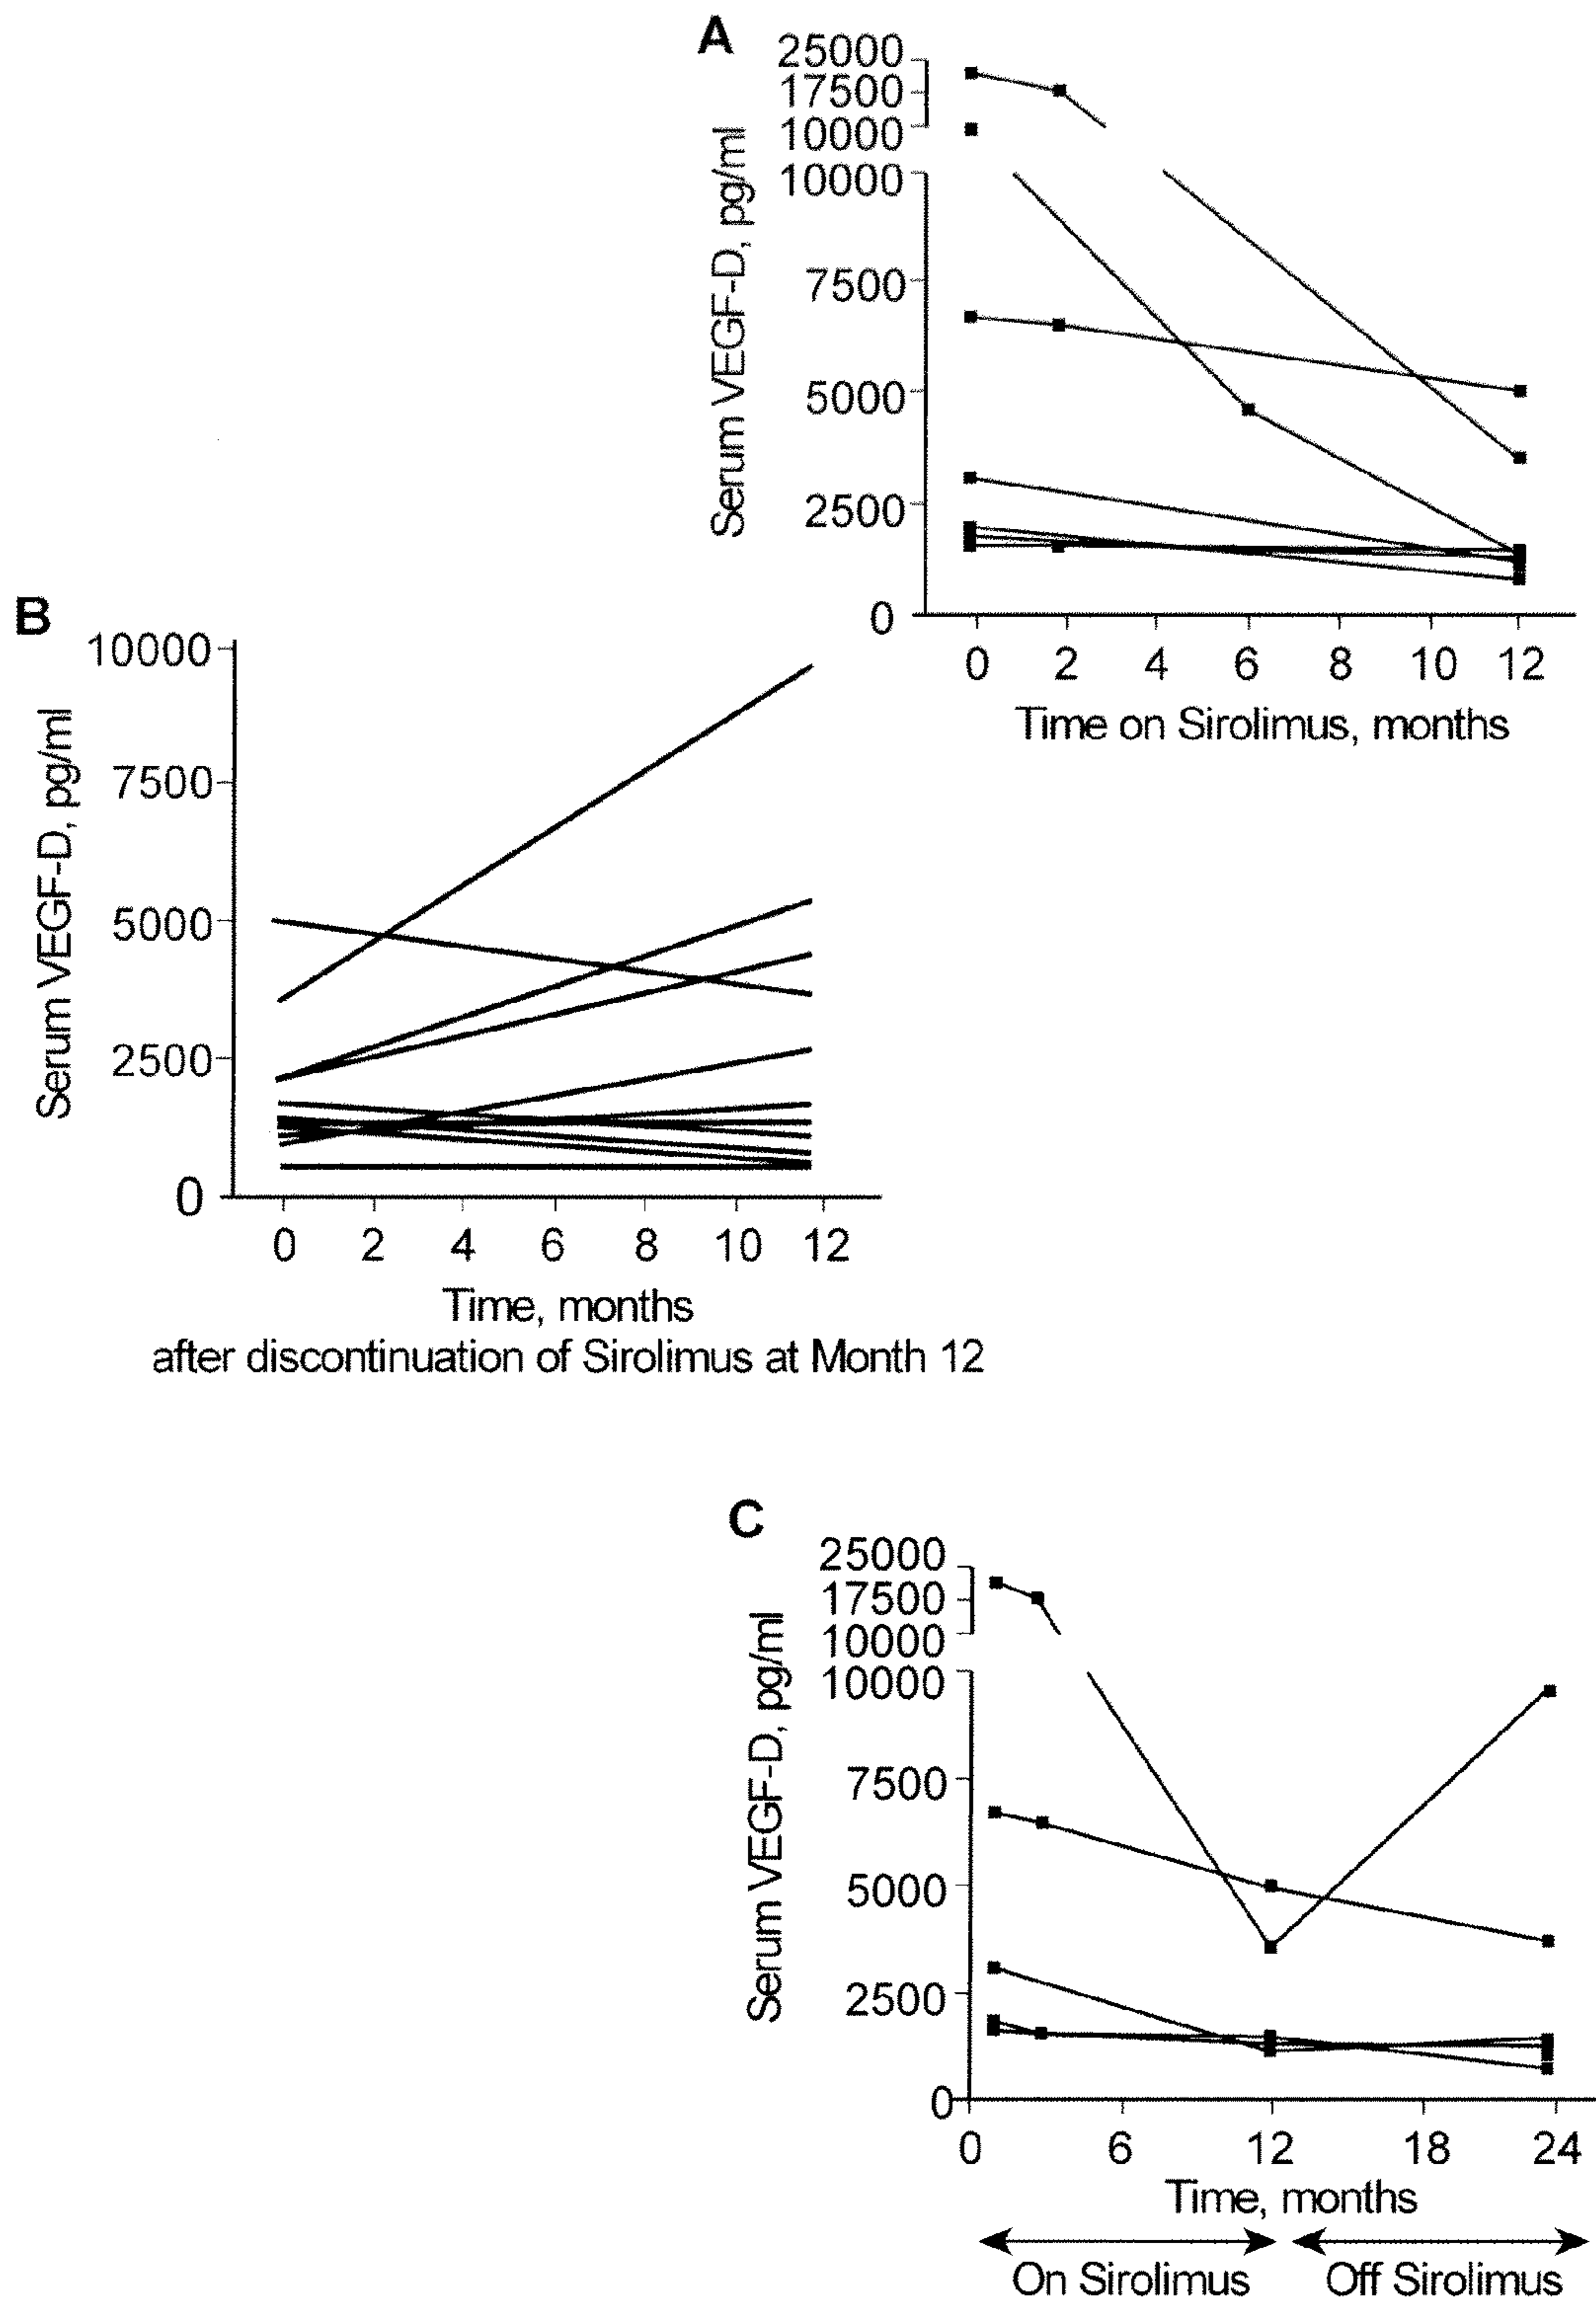 A
25000
17500
10000
10000
7500
5000
2500
0
Serum VEGF-D, pg/ml
0 2 4 6 8 10 12
Time on Sirolimus, months
B
10000
7500
5000
2500
0
Serum VEGF-D, pg/ml
0 2 4 6 8 10 12
Time, months
after discontinuation of Sirolimus at Month 12
C
25000
17500
10000
10000
7500
5000
2500
0
Serum VEGF-D, pg/ml
0 6 12 18 24
Time, months
On Sirolimus Off Sirolimus